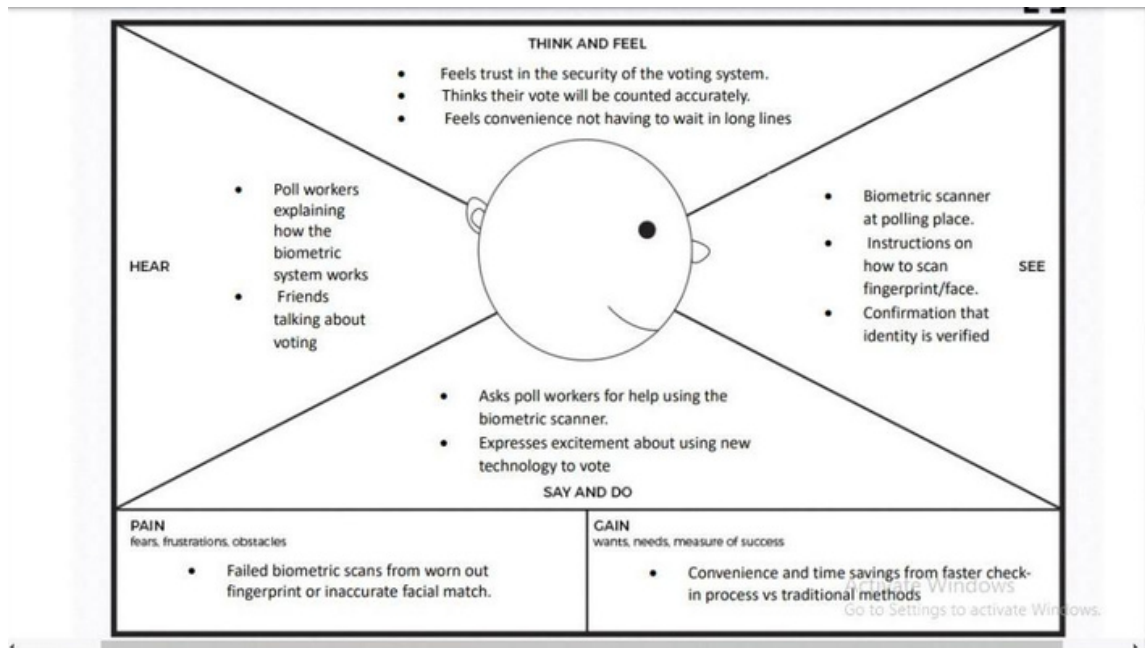 THINK AND FEEL
• Feels trust in the security of the voting system.
• Thinks their vote will be counted accurately.
• Feels convenience not having to wait in long lines
HEAR
• Poll workers
explaining
how the
biometric
system works
• Friends
talking about
voting
• Biometric scanner
at polling place.
• Instructions on
how to scan
fingerprint/face.
• Confirmation that
identity is verified
SEE
• Asks poll workers for help using the
biometric scanner.
• Expresses excitement about using new
technology to vote
SAY AND DO
PAIN
fears, frustrations, obstacles
• Failed biometric scans from worn out
fingerprint or inaccurate facial match.
GAIN
wants, needs, measure of success
• Convenience and time savings from faster check-
in process vs traditional methods
Activate Windows
Go to Settings to activate Windows.